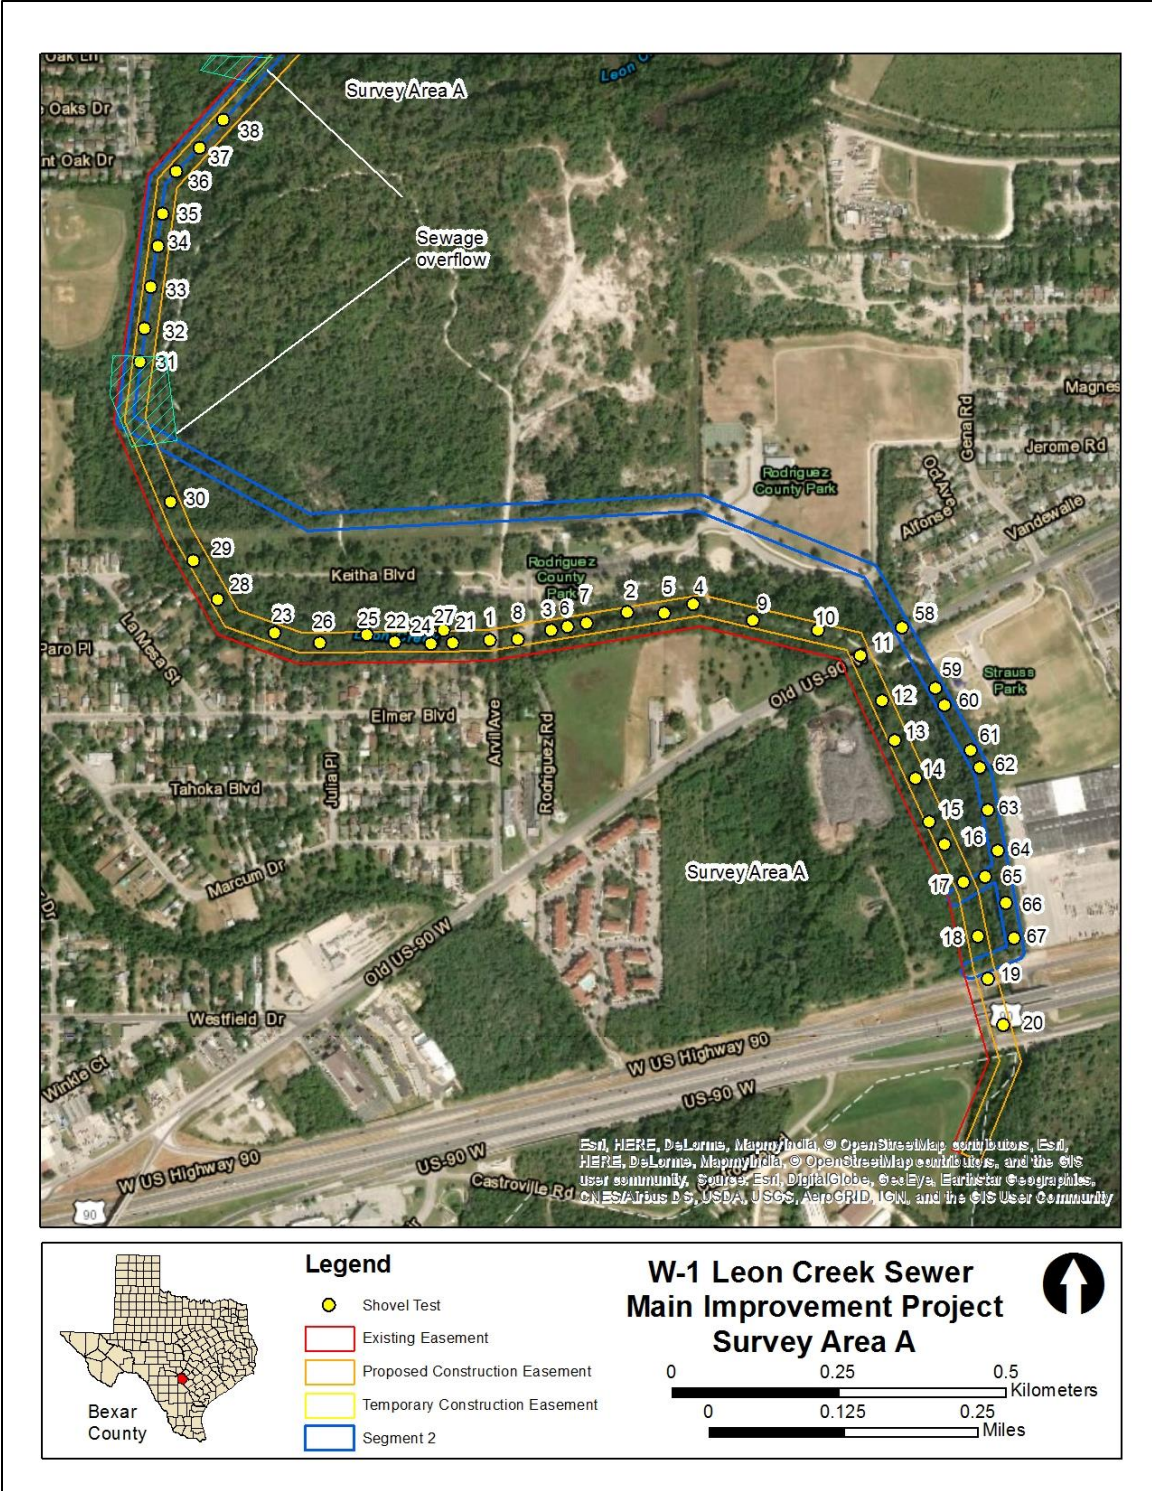 Oak Ln
Leon C
Survey Area A
Oaks Dr
38
nt Oak Dr
37
36
35
34
Sewage
overflow
33
32
31
Magnes
Gena Rd
Jerome Rd
Rodriguez
County Park
Oct Ave
Alfonse
Vandewalle
30
29
Rodriguez
County
Park
Keitha Blvd
28
23
26
25
22
24
27
21
1
8
3
6
7
2
5
4
9
10
11
58
La Mesa St
Paro Pl
Old US-90
59
60
Strauss
Park
12
Elmer Blvd
Arvil Ave
Rodriguez Rd
13
61
62
Julia Pl
Tahoka Blvd
14
63
15
16
64
Marcum Dr
Survey Area A
65
17
66
Dr
18
67
Old US-90 W
19
Westfield Dr
20
W US Highway 90
Winkle Ct
US-90 W
W US Highway 90
US-90 W
Castroville Rd
90
Esri, HERE, DeLorme, MapmyIndia, © OpenStreetMap contributors, Esri,
HERE, DeLorme, MapmyIndia, © OpenStreetMap contributors, and the GIS
user community, Source: Esri, DigitalGlobe, GeoEye, Earthstar Geographics,
CNES/Airbus DS, USDA, USGS, AeroGRID, IGN, and the GIS User Community
Legend
Shovel Test
Existing Easement
Proposed Construction Easement
Temporary Construction Easement
Segment 2
Bexar
County
W-1 Leon Creek Sewer
Main Improvement Project
Survey Area A
0 0.25 0.5
Kilometers
0 0.125 0.25
Miles